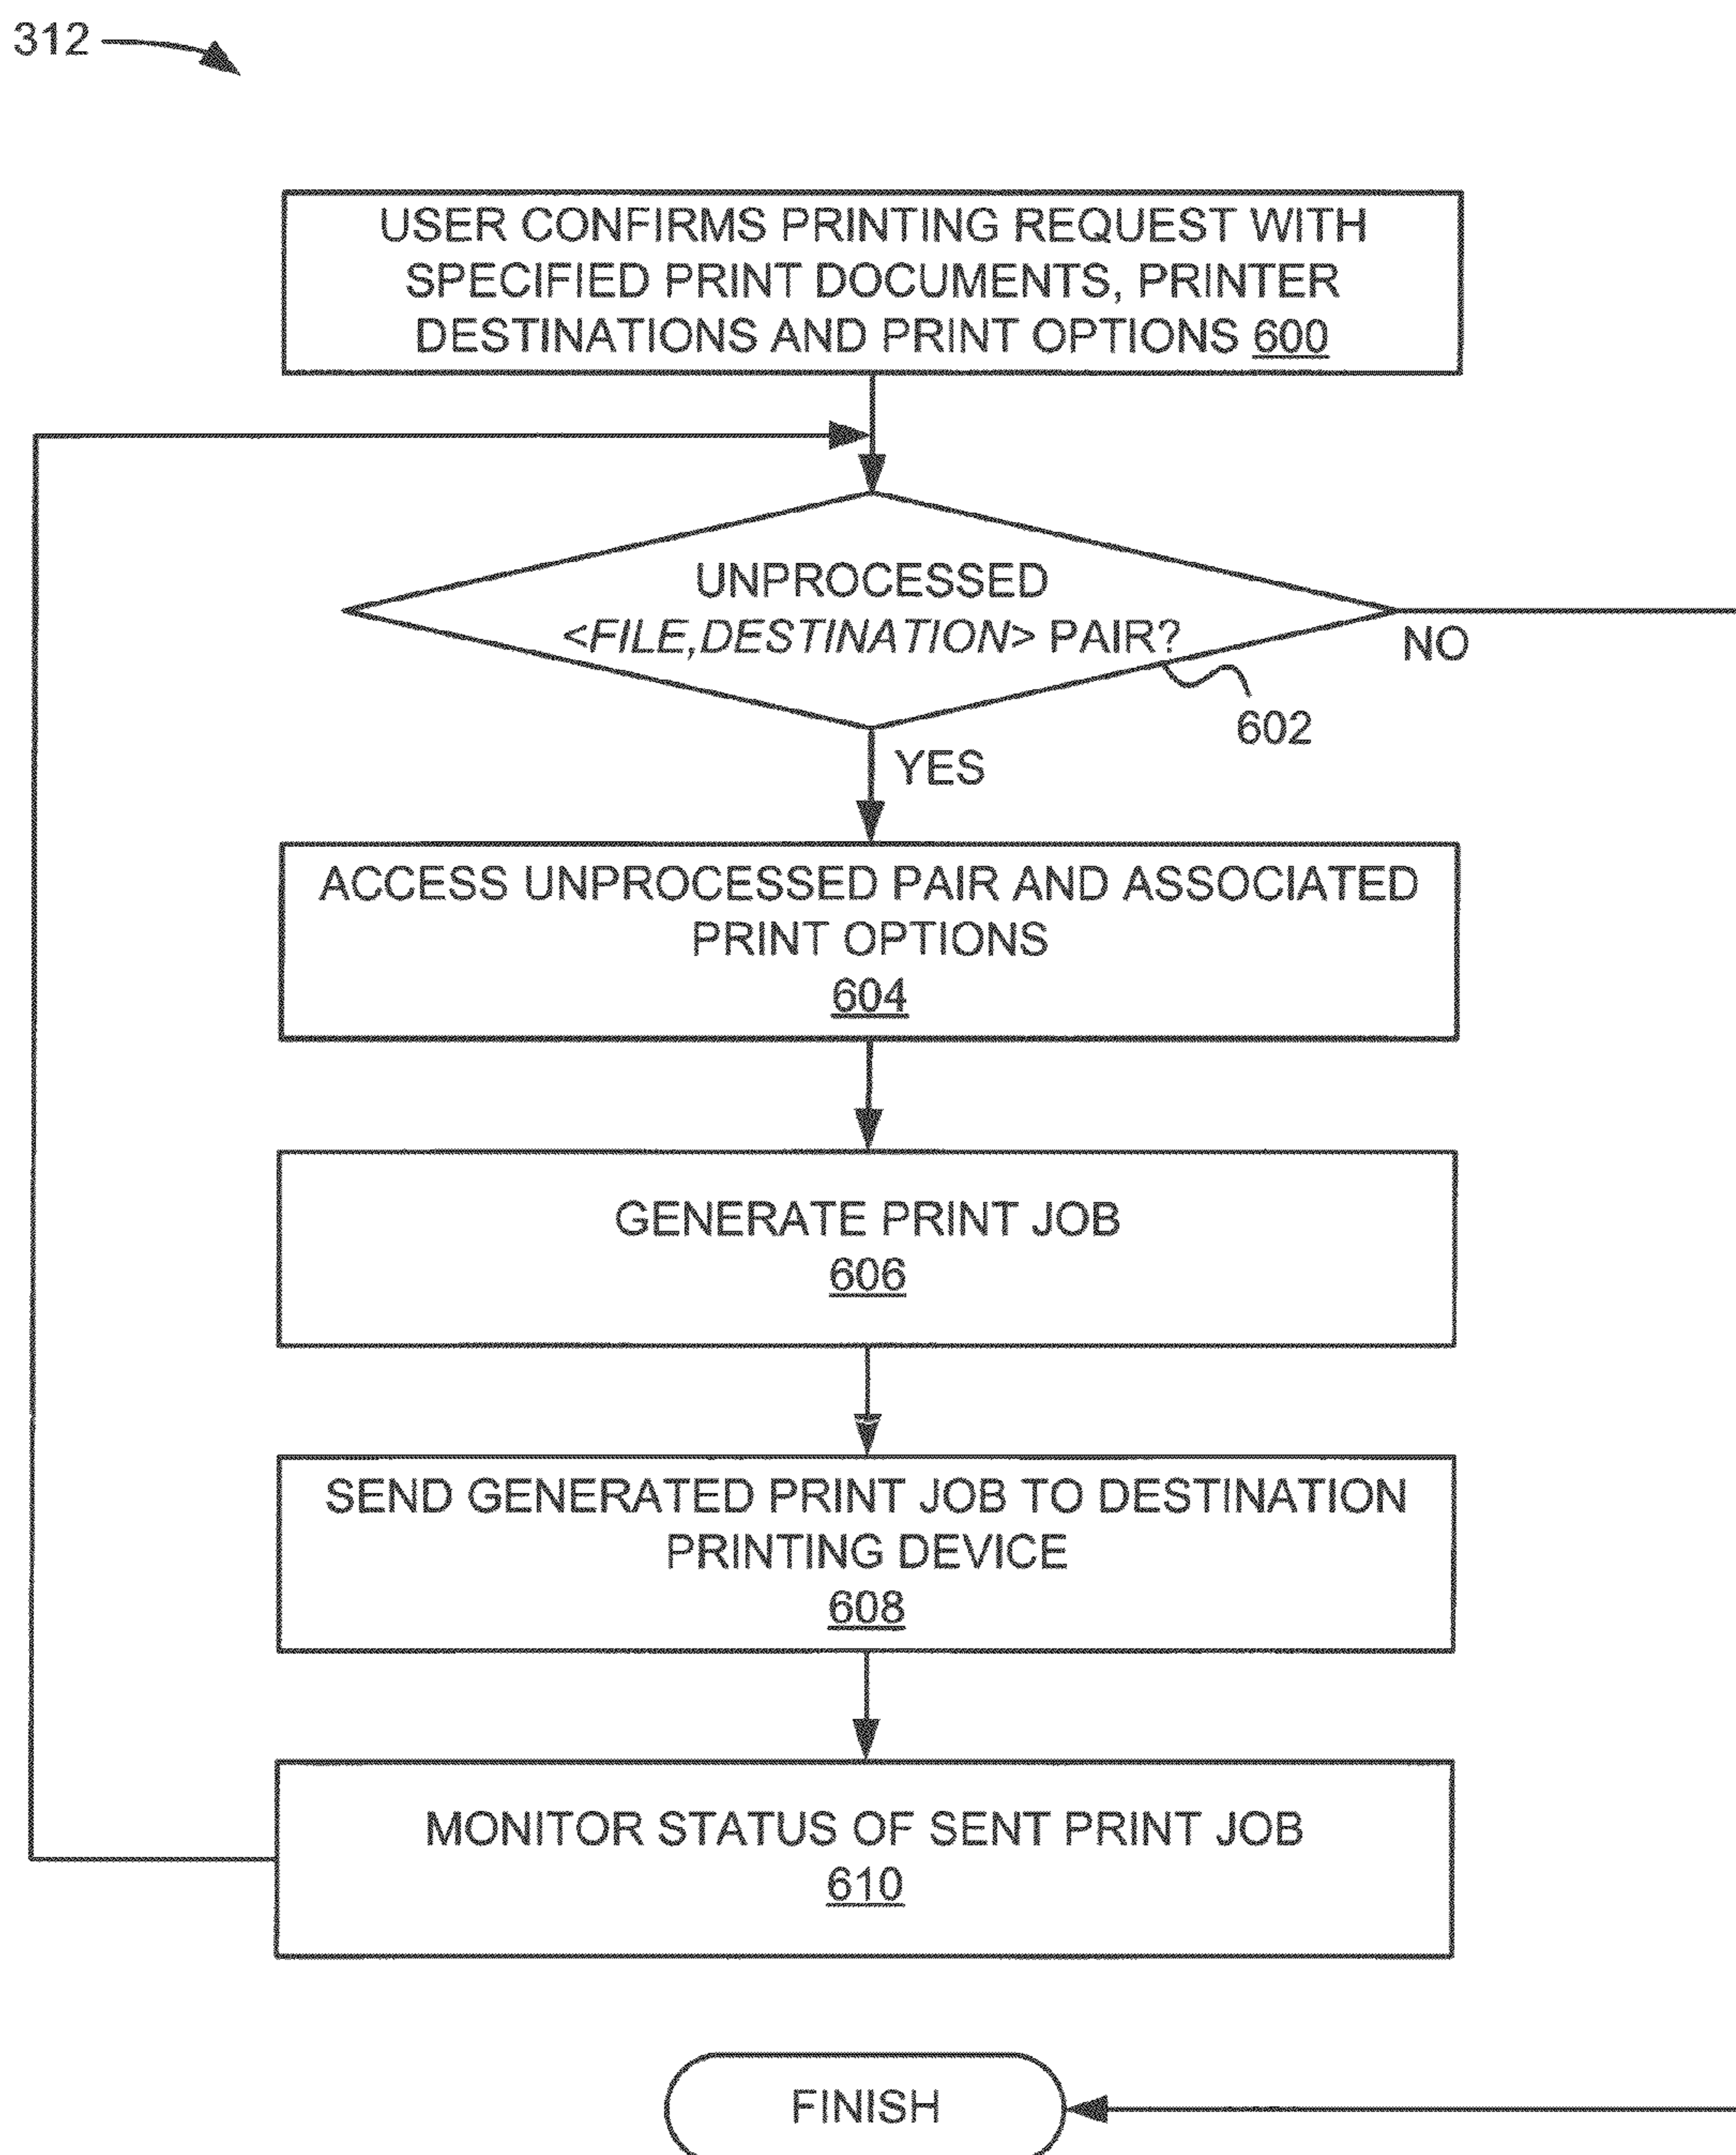 312
USER CONFIRMS PRINTING REQUEST WITH
SPECIFIED PRINT DOCUMENTS, PRINTER
DESTINATIONS AND PRINT OPTIONS 600
UNPROCESSED
<FILE,DESTINATION> PAIR?
NO
602
YES
ACCESS UNPROCESSED PAIR AND ASSOCIATED
PRINT OPTIONS
604
GENERATE PRINT JOB
606
SEND GENERATED PRINT JOB TO DESTINATION
PRINTING DEVICE
608
MONITOR STATUS OF SENT PRINT JOB
610
FINISH